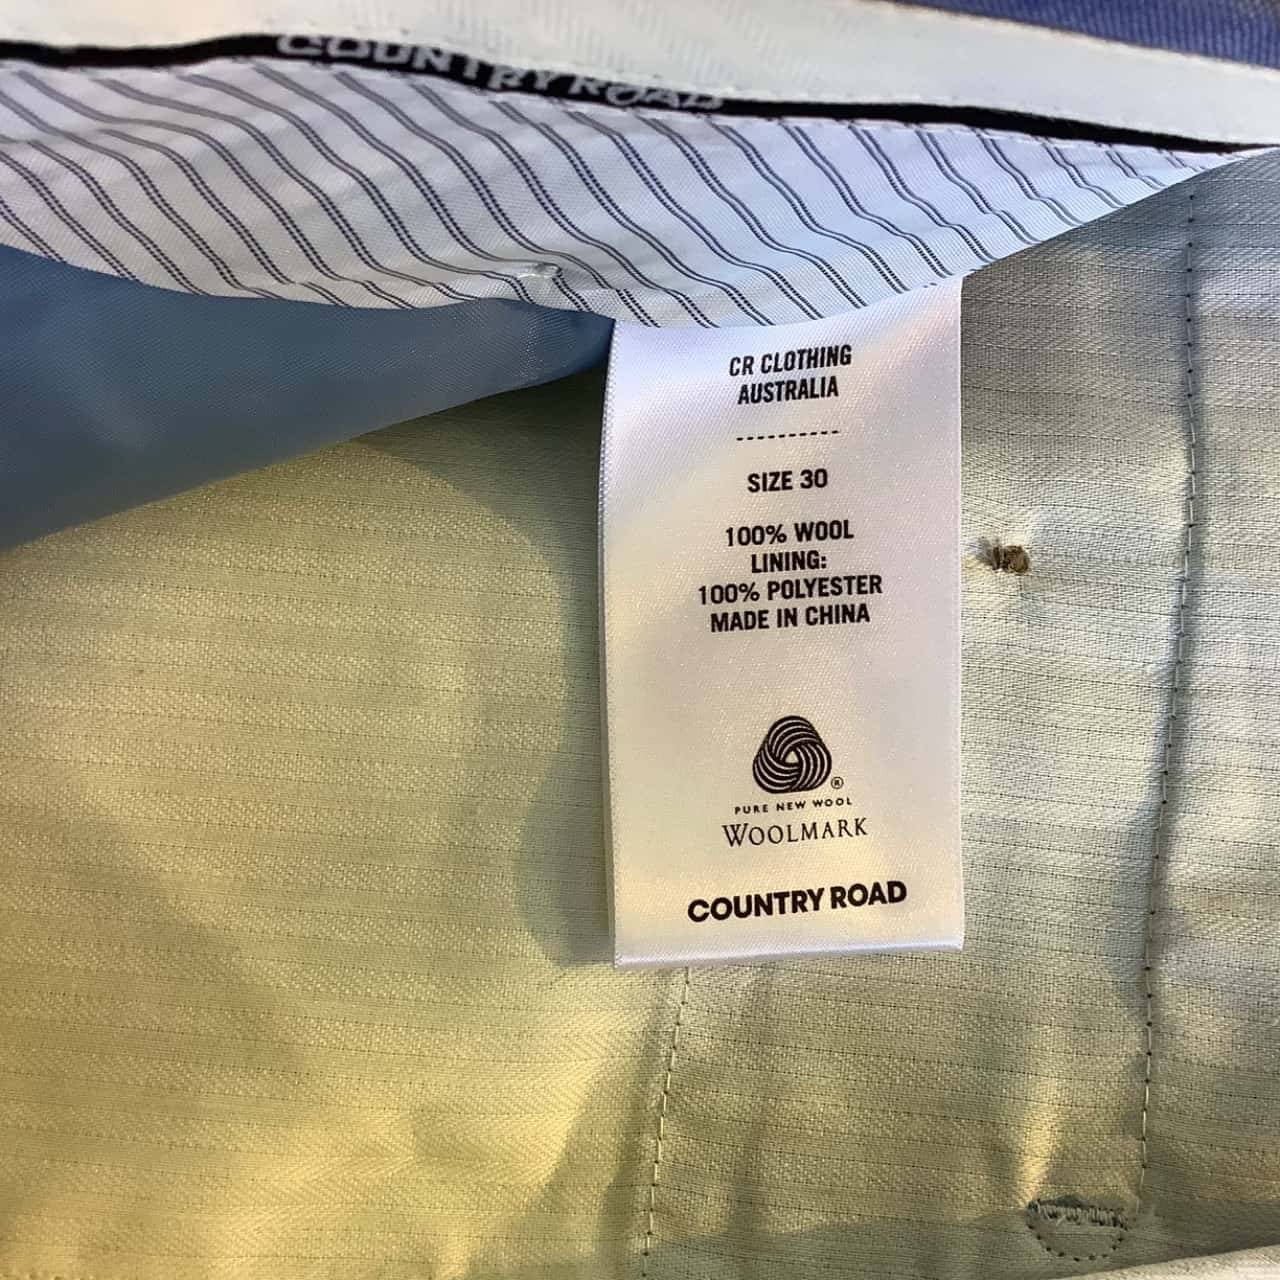 COUNTRY ROAD
CR CLOTHING
AUSTRALIA
-----------
SIZE 30
100% WOOL
LINING:
100% POLYESTER
MADE IN CHINA
®
PURE NEW WOOL
WOOLMARK
COUNTRY ROAD